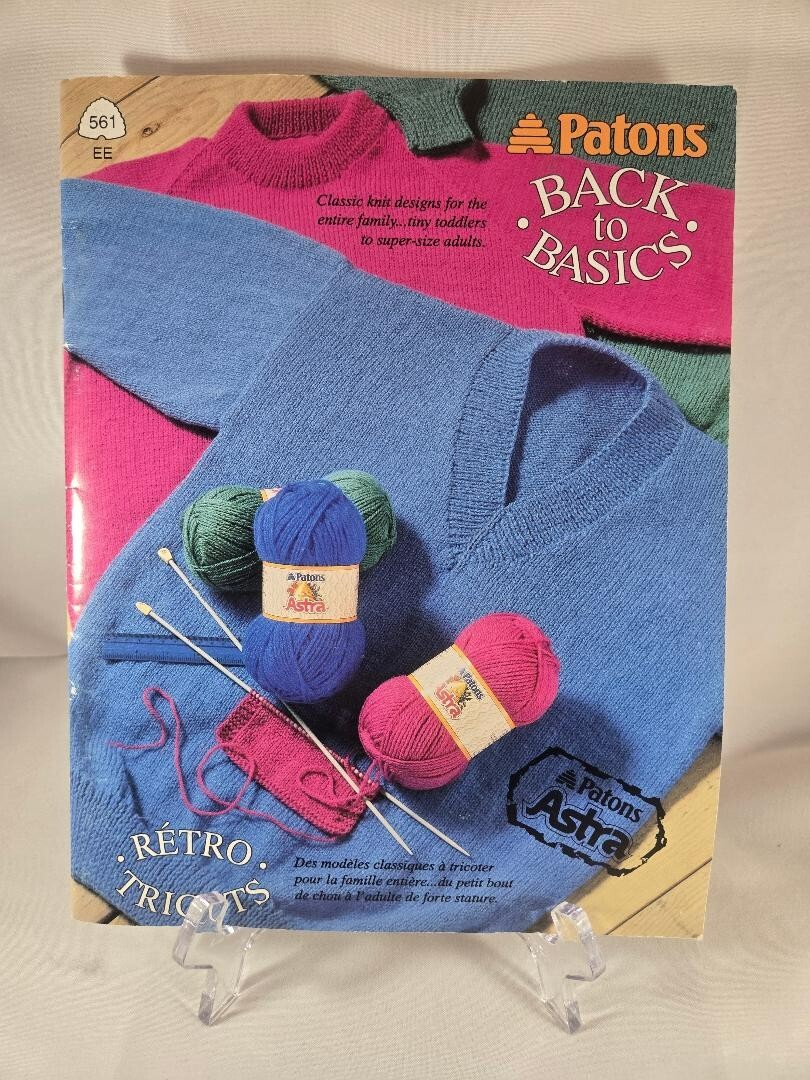 561
EE
Patons
BACK
to
BASICS
Classic knit designs for the
entire family...tiny toddlers
to super-size adults.
Patons
Astra
Patons
Astra
Patons
Astra
RÉTRO
TRICOTS
Des modèles classiques à tricoter
pour la famille entière...du petit bout
de chou à l'adulte de forte stature.